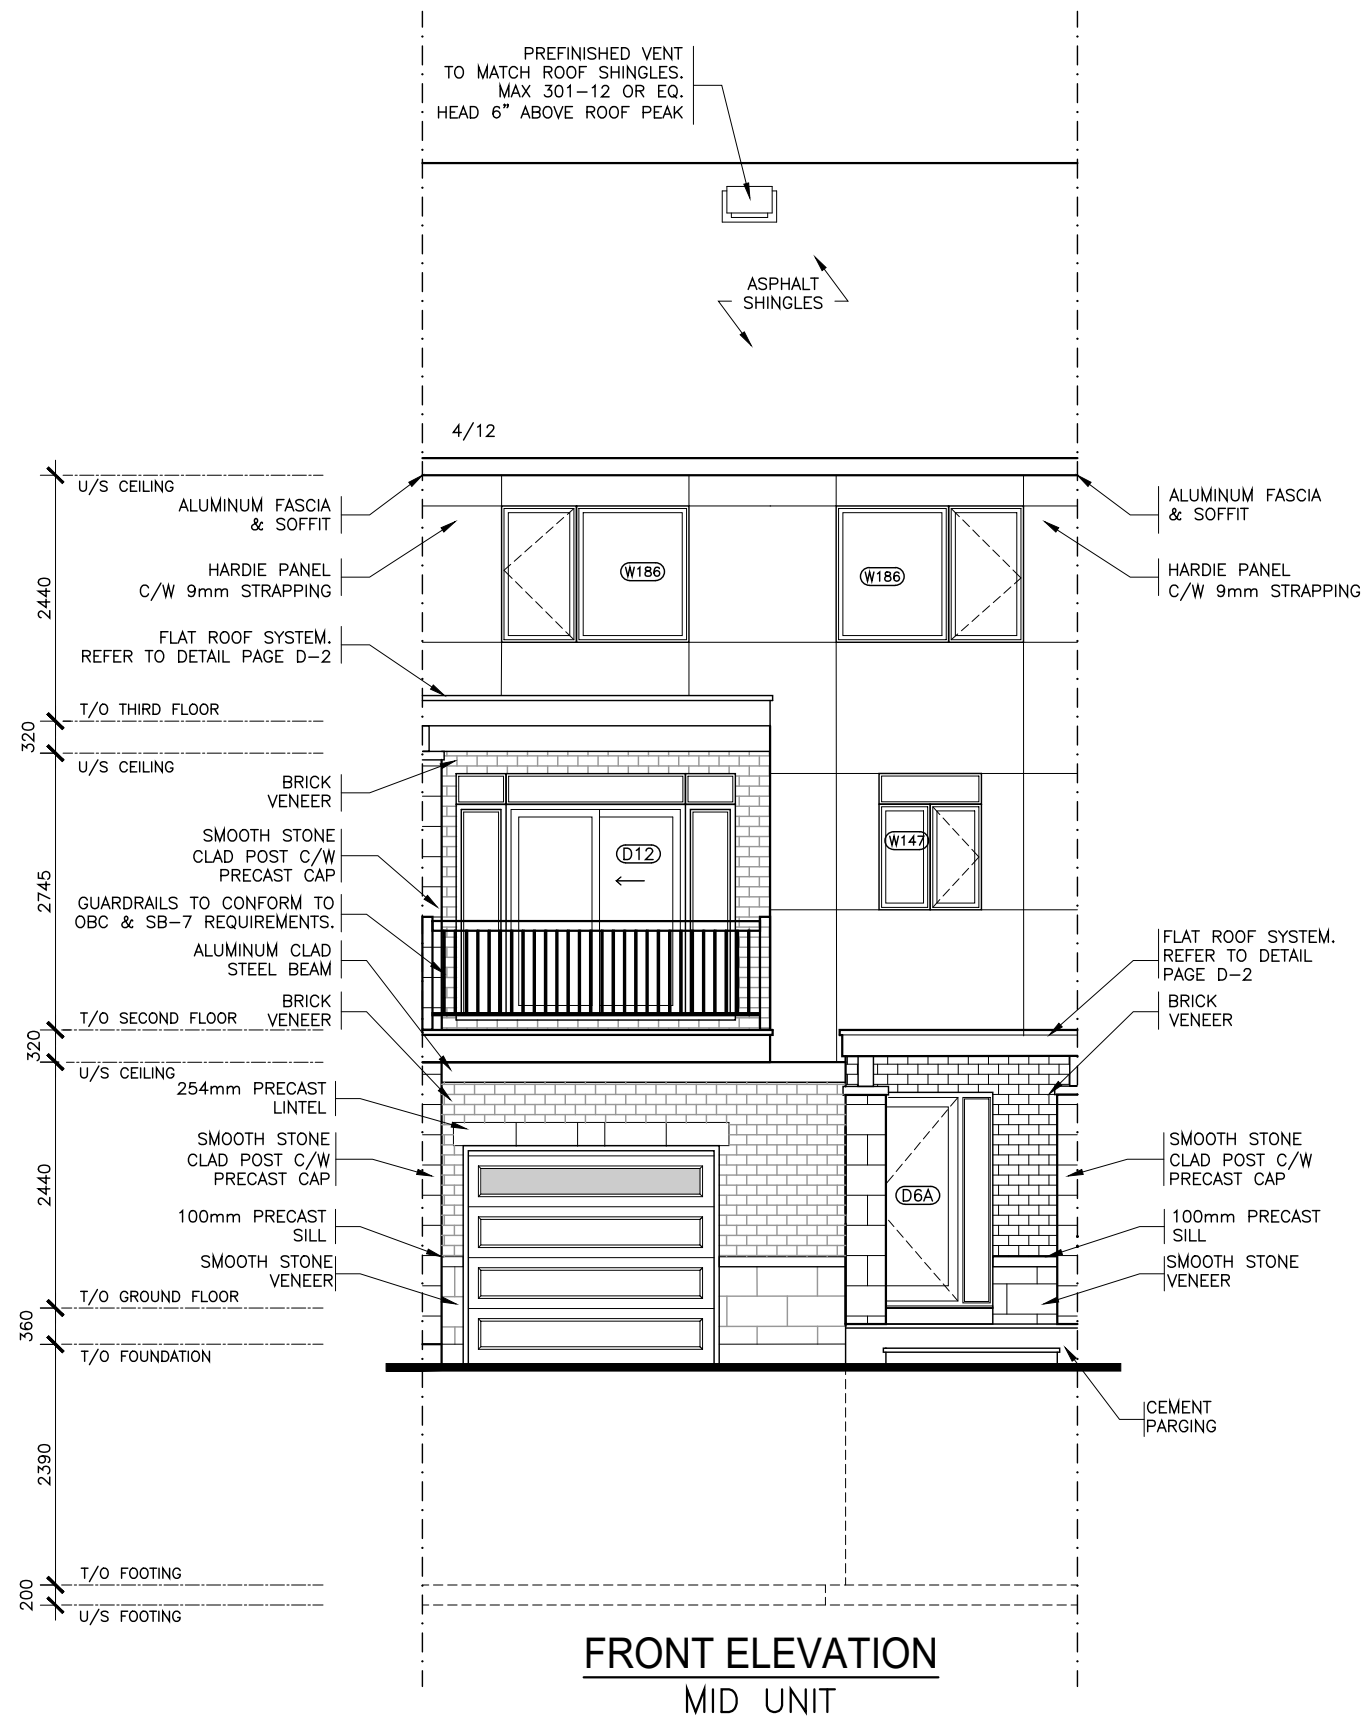 PREFINISHED VENT
TO MATCH ROOF SHINGLES.
MAX 301-12 OR EQ.
HEAD 6" ABOVE ROOF PEAK
ASPHALT
SHINGLES
4/12
U/S CEILING
ALUMINUM FASCIA
& SOFFIT
HARDIE PANEL
C/W 9mm STRAPPING
FLAT ROOF SYSTEM.
REFER TO DETAIL PAGE D-2
T/O THIRD FLOOR
U/S CEILING
BRICK
VENEER
SMOOTH STONE
CLAD POST C/W
PRECAST CAP
GUARDRAILS TO CONFORM TO
OBC & SB-7 REQUIREMENTS.
ALUMINUM CLAD
STEEL BEAM
BRICK
VENEER
T/O SECOND FLOOR
U/S CEILING
254mm PRECAST
LINTEL
SMOOTH STONE
CLAD POST C/W
PRECAST CAP
100mm PRECAST
SILL
SMOOTH STONE
VENEER
T/O GROUND FLOOR
T/O FOUNDATION
T/O FOOTING
U/S FOOTING
2440
320
2745
320
2440
360
2390
200
W186
W186
D12
W147
D6A
ALUMINUM FASCIA
& SOFFIT
HARDIE PANEL
C/W 9mm STRAPPING
FLAT ROOF SYSTEM.
REFER TO DETAIL
PAGE D-2
BRICK
VENEER
SMOOTH STONE
CLAD POST C/W
PRECAST CAP
100mm PRECAST
SILL
SMOOTH STONE
VENEER
CEMENT
PARGING
FRONT ELEVATION
MID UNIT